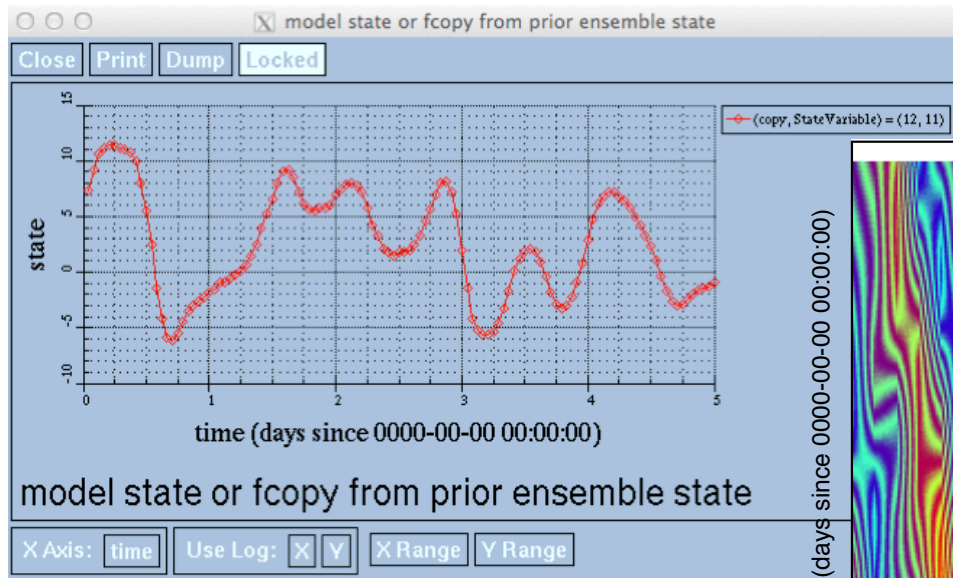 model state or fcopy from prior ensemble state
Close Print Dump Locked
15
10
5
0
-5
-10
state
0 1 2 3 4 5
time (days since 0000-00-00 00:00:00)
(copy, StateVariable) = (12, 11)
model state or fcopy from prior ensemble state
X Axis: time Use Log: X Y X Range Y Range
(days since 0000-00-00 00:00:00)